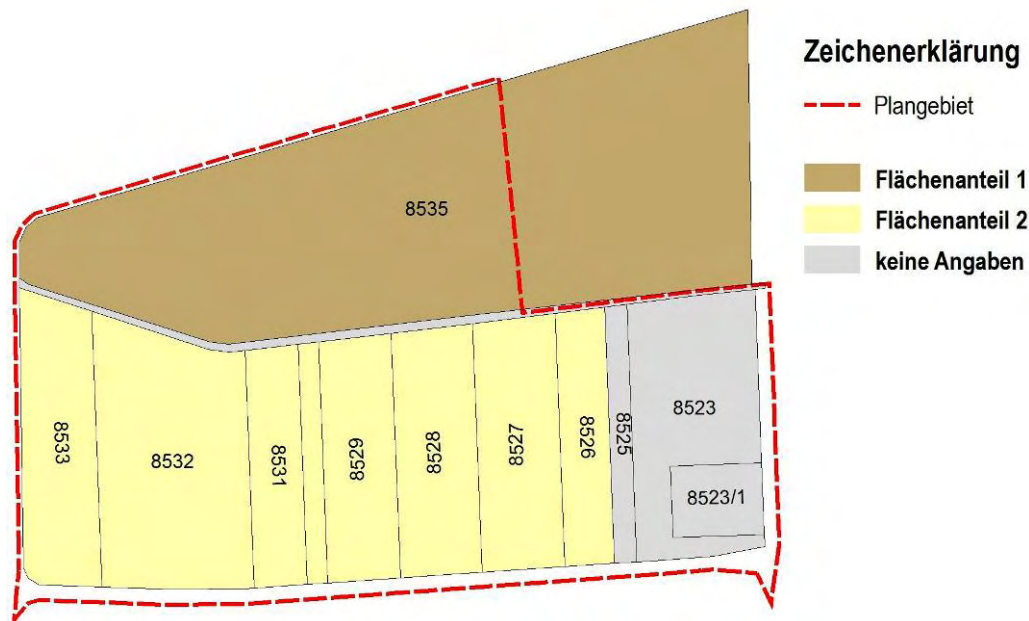 Zeichenerklärung
Plangebiet
Flächenanteil 1
Flächenanteil 2
keine Angaben
8535
8533
8532
8531
8529
8528
8527
8526
8525
8523
8523/1